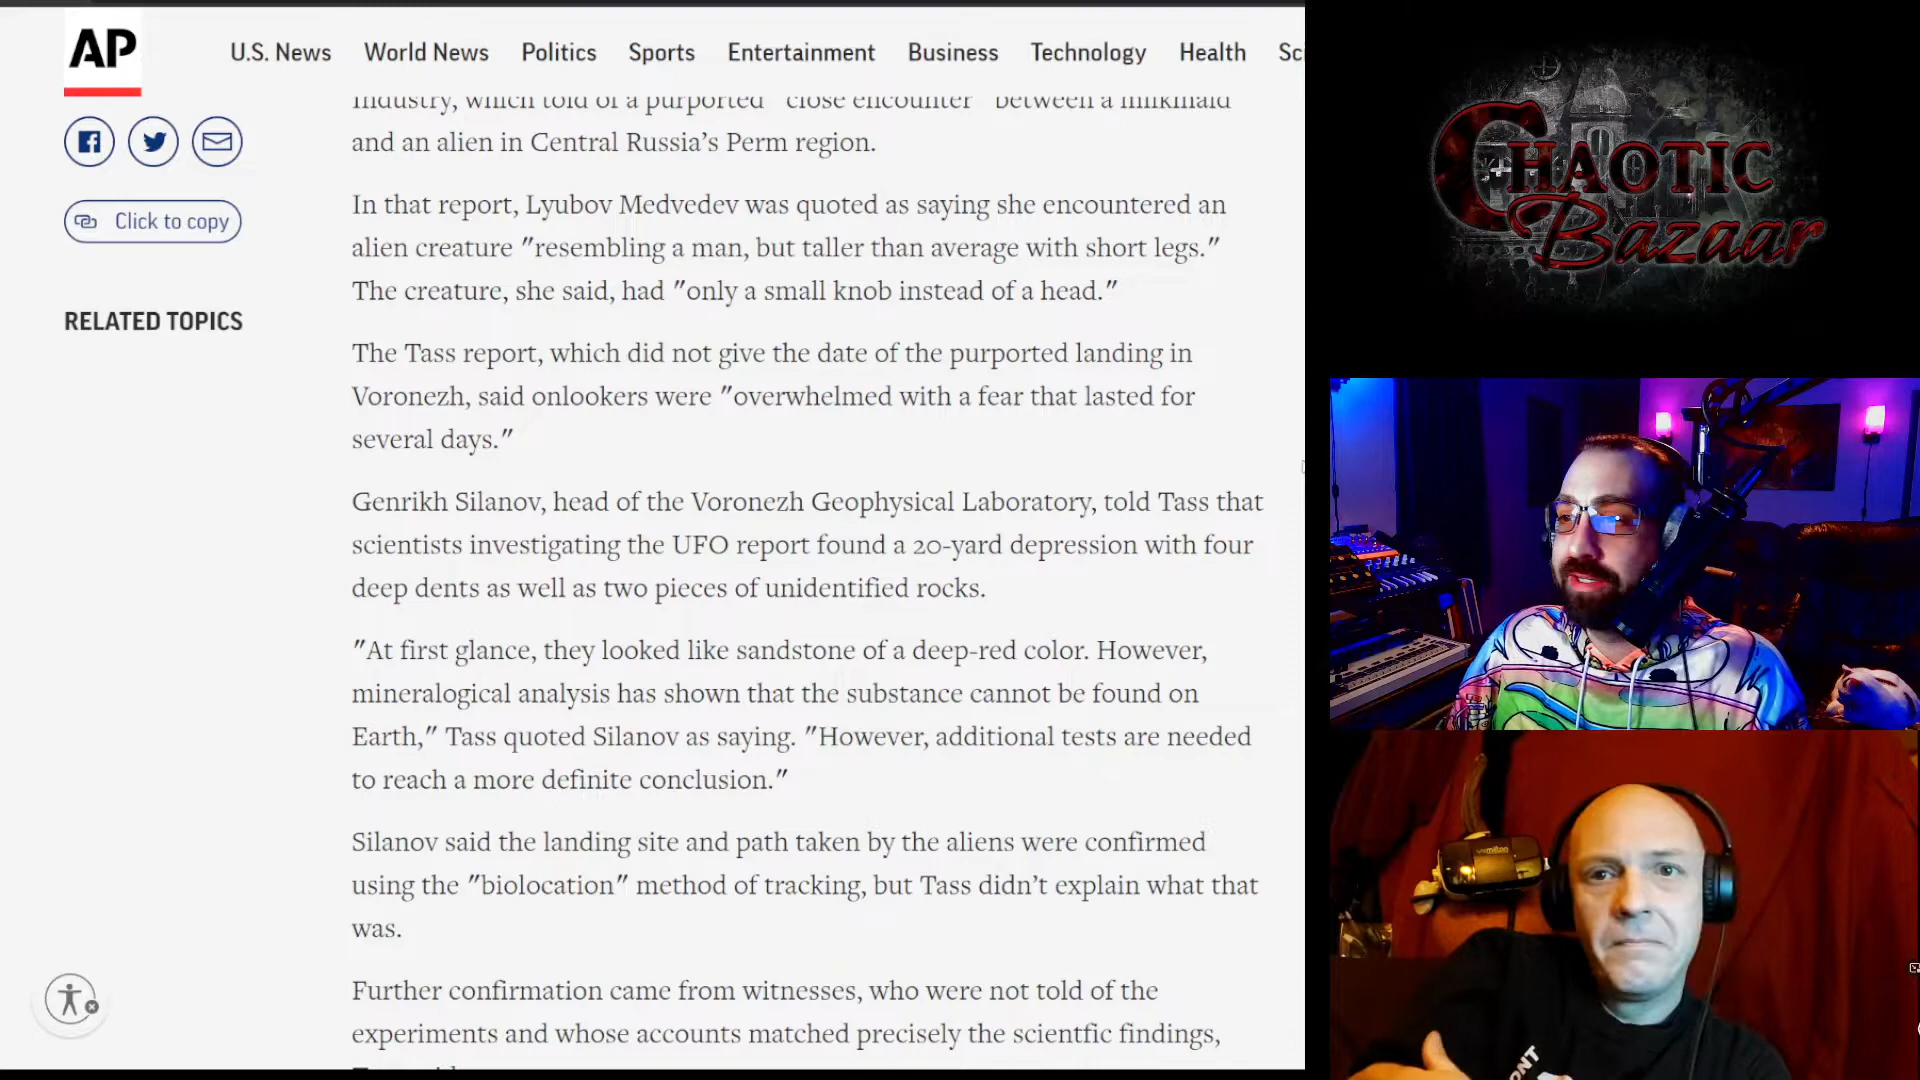 AP
U.S. News World News Politics Sports Entertainment Business Technology Health Sci
Industry, which told of a purported "close encounter" between a milkmaid
and an alien in Central Russia’s Perm region.
Click to copy
RELATED TOPICS
In that report, Lyubov Medvedev was quoted as saying she encountered an
alien creature "resembling a man, but taller than average with short legs."
The creature, she said, had "only a small knob instead of a head."
The Tass report, which did not give the date of the purported landing in
Voronezh, said onlookers were "overwhelmed with a fear that lasted for
several days."
Genrikh Silanov, head of the Voronezh Geophysical Laboratory, told Tass that
scientists investigating the UFO report found a 20-yard depression with four
deep dents as well as two pieces of unidentified rocks.
"At first glance, they looked like sandstone of a deep-red color. However,
mineralogical analysis has shown that the substance cannot be found on
Earth," Tass quoted Silanov as saying. "However, additional tests are needed
to reach a more definite conclusion."
Silanov said the landing site and path taken by the aliens were confirmed
using the "biolocation" method of tracking, but Tass didn’t explain what that
was.
Further confirmation came from witnesses, who were not told of the
experiments and whose accounts matched precisely the scientfic findings,
CHAOTIC
Bazaar